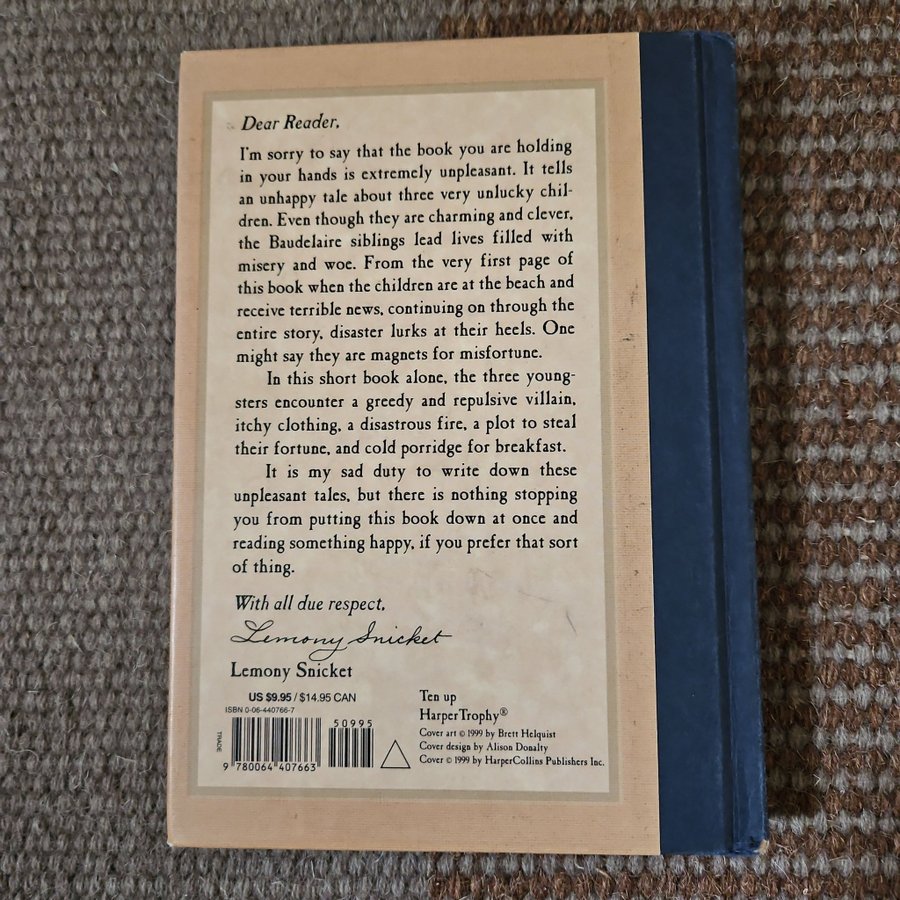 Dear Reader,
I'm sorry to say that the book you are holding
in your hands is extremely unpleasant. It tells
an unhappy tale about three very unlucky chil-
dren. Even though they are charming and clever,
the Baudelaire siblings lead lives filled with
misery and woe. From the very first page of
this book when the children are at the beach and
receive terrible news, continuing on through the
entire story, disaster lurks at their heels. One
might say they are magnets for misfortune.
In this short book alone, the three young-
sters encounter a greedy and repulsive villain,
itchy clothing, a disastrous fire, a plot to steal
their fortune, and cold porridge for breakfast.
It is my sad duty to write down these
unpleasant tales, but there is nothing stopping
you from putting this book down at once and
reading something happy, if you prefer that sort
of thing.
With all due respect,
Lemony Snicket
Lemony Snicket
US $9.95 / $14.95 CAN
ISBN 0-06-440766-7
50995
TRADE
9 780064 407663
Ten up
HarperTrophy®
Cover art © 1999 by Brett Helquist
Cover design by Alison Donalty
Cover © 1999 by HarperCollins Publishers Inc.